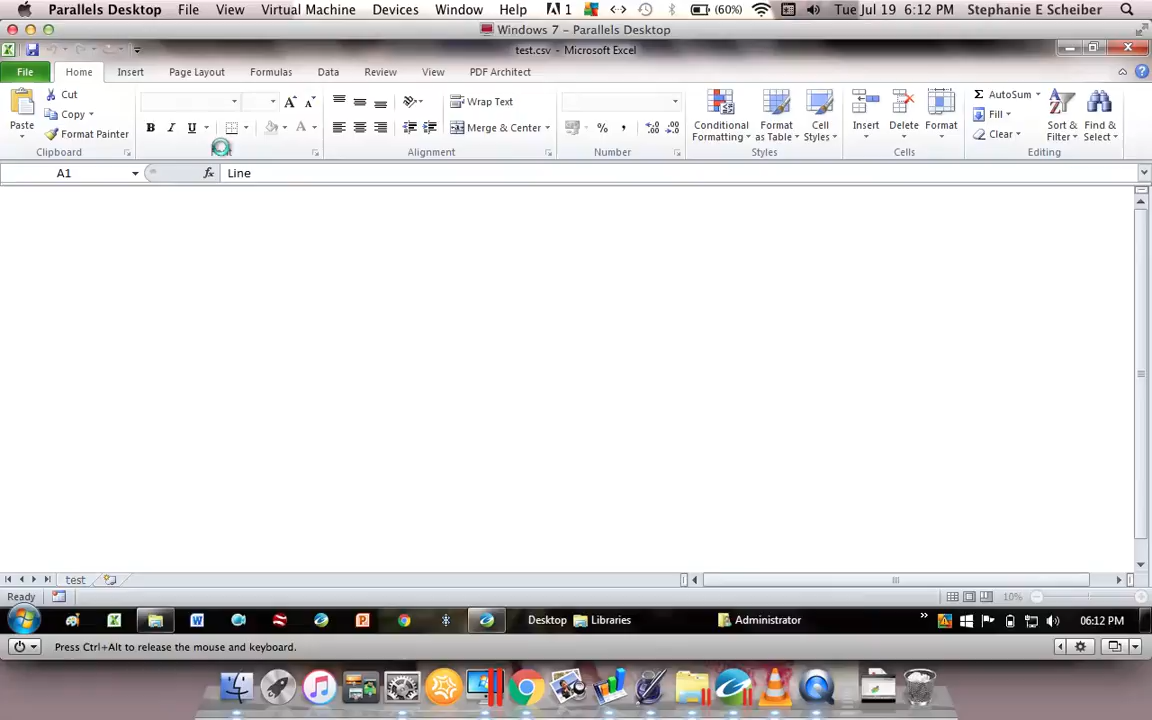 Parallels Desktop File View Virtual Machine Devices Window Help 1 (60%) Tue Jul 19 6:12 PM Stephanie E Scheiber
Windows 7 - Parallels Desktop
test.csv - Microsoft Excel
File Home Insert Page Layout Formulas Data Review View PDF Architect
Cut
Copy
Format Painter
Paste
Clipboard
B I U
A A
A
Wrap Text
Merge & Center
Alignment
% ,
Number
Conditional Formatting
Format as Table
Cell Styles
Styles
Insert Delete Format
Cells
Σ AutoSum
Fill
Clear
Sort & Filter
Find & Select
Editing
A1 fx Line
test
Ready 10%
Desktop Libraries Administrator 06:12 PM
Press Ctrl+Alt to release the mouse and keyboard.